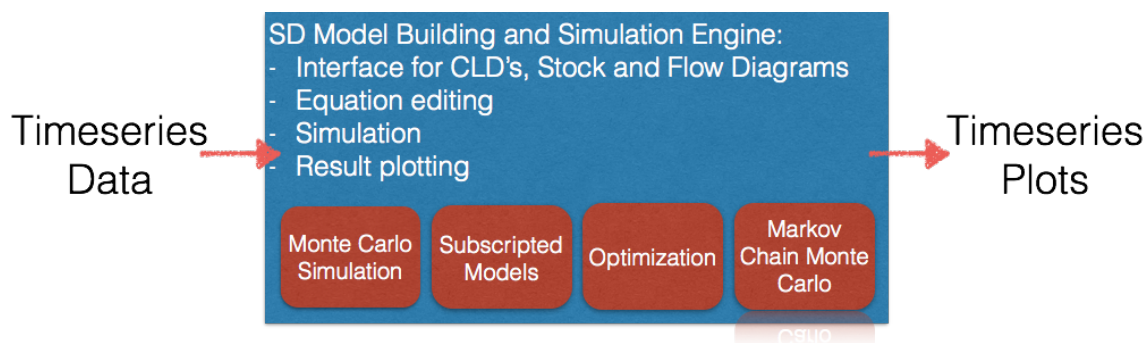 SD Model Building and Simulation Engine:
- Interface for CLD's, Stock and Flow Diagrams
- Equation editing
- Simulation
- Result plotting
Timeseries
Data
Timeseries
Plots
Monte Carlo
Simulation
Subscripted
Models
Optimization
Markov
Chain Monte
Carlo